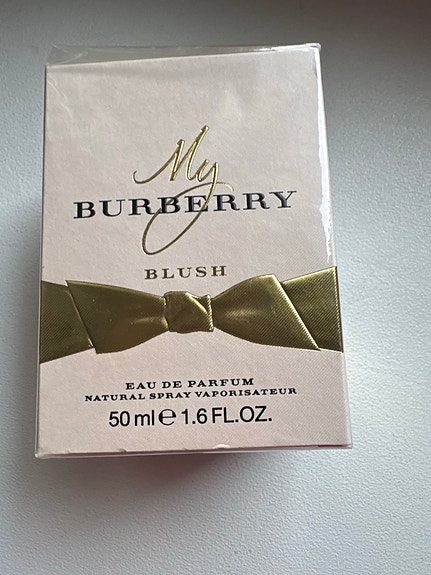 My
BURBERRY
BLUSH
EAU DE PARFUM
NATURAL SPRAY VAPORISATEUR
50 ml ℮ 1.6 FL.OZ.